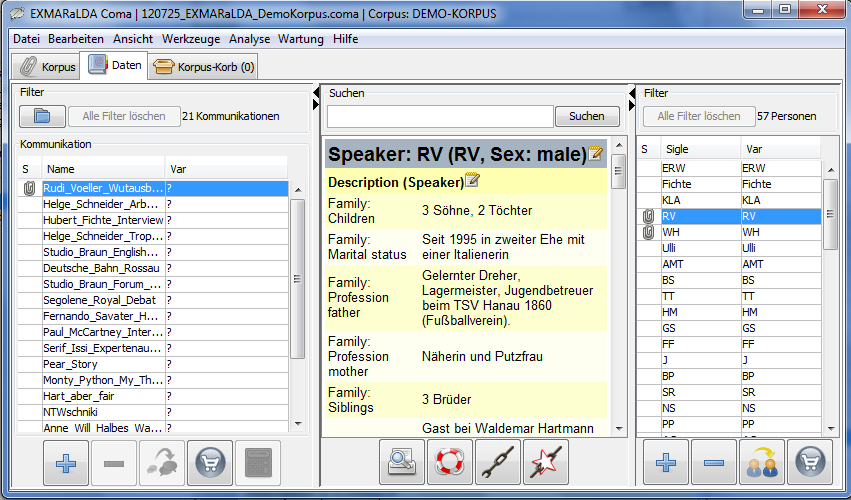 EXMARaLDA Coma | 120725_EXMARaLDA_DemoKorpus.coma | Corpus: DEMO-KORPUS
Datei Bearbeiten Ansicht Werkzeuge Analyse Wartung Hilfe
Korpus Daten Korpus-Korb (0)
Filter
Alle Filter löschen 21 Kommunikationen
Kommunikation
S Name Var
Rudi_Voeller_Wutausb... ?
Helge_Schneider_Arb... ?
Hubert_Fichte_Interview ?
Helge_Schneider_Trop... ?
Studio_Braun_English... ?
Deutsche_Bahn_Rossau ?
Studio_Braun_Forum_... ?
Segolene_Royal_Debat ?
Fernando_Savater_H... ?
Paul_McCartney_Inter... ?
Serif_Issi_Expertenau... ?
Pear_Story ?
Monty_Python_My_Th... ?
Hart_aber_fair ?
NTWschniki ?
Anne_Will_Halbes_Wa... ?
Suchen
Suchen
Speaker: RV (RV, Sex: male)
Description (Speaker)
Family:
Children
3 Söhne, 2 Töchter
Family:
Marital status
Seit 1995 in zweiter Ehe mit
einer Italienerin
Family:
Profession
father
Gelernter Dreher,
Lagermeister, Jugendbetreuer
beim TSV Hanau 1860
(Fußballverein).
Family:
Profession
mother
Näherin und Putzfrau
Family:
Siblings
3 Brüder
Gast bei Waldemar Hartmann
Filter
Alle Filter löschen 57 Personen
S Sigle Var
ERW ERW
Fichte Fichte
KLA KLA
RV RV
WH WH
Ulli Ulli
AMT AMT
BS BS
TT TT
HM HM
GS GS
FF FF
J J
BP BP
SR SR
NS NS
PP PP